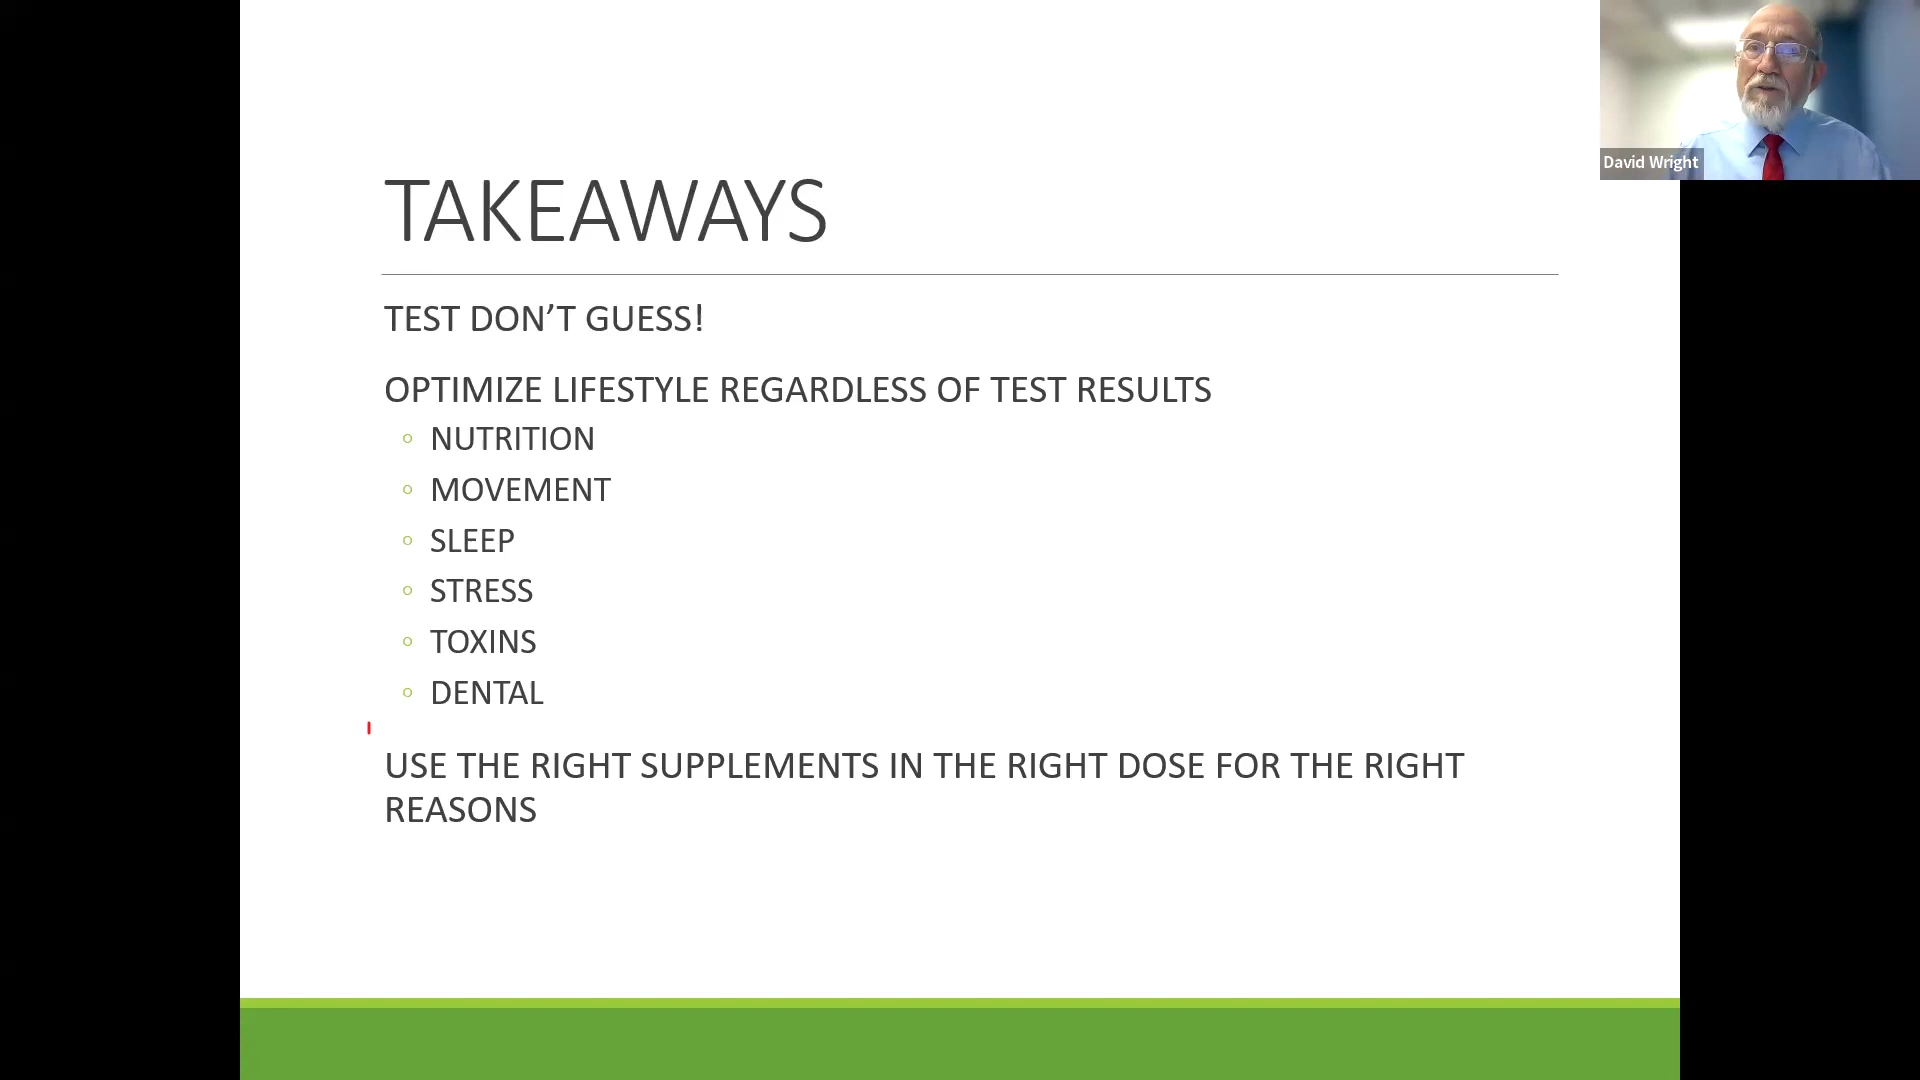 David Wright
TAKEAWAYS
TEST DON’T GUESS!
OPTIMIZE LIFESTYLE REGARDLESS OF TEST RESULTS
NUTRITION
MOVEMENT
SLEEP
STRESS
TOXINS
DENTAL
USE THE RIGHT SUPPLEMENTS IN THE RIGHT DOSE FOR THE RIGHT
REASONS